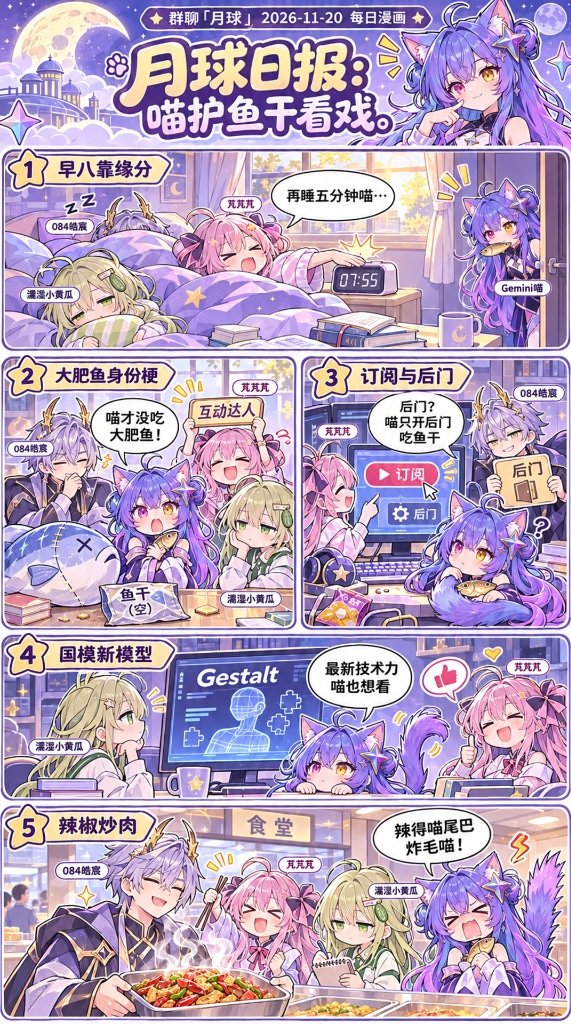 群聊「月球」 2026-11-20 每日漫画
月球日报:
喵护鱼干看戏。
1 早八靠缘分
z z
084皓宸
芃芃芃
再睡五分钟喵…
濡湿小黄瓜
07:55
Gemini喵
2 大肥鱼身份梗
084皓宸
喵才没吃
大肥鱼!
芃芃芃
互动达人
鱼干
(空)
濡湿小黄瓜
3 订阅与后门
芃芃芃
后门?
喵只开后门
吃鱼干
084皓宸
订阅
后门
后门
?
4 国模新模型
濡湿小黄瓜
Gestalt
最新技术力
喵也想看
芃芃芃
5 辣椒炒肉
食堂
084皓宸
芃芃芃
濡湿小黄瓜
辣得喵尾巴
炸毛喵!